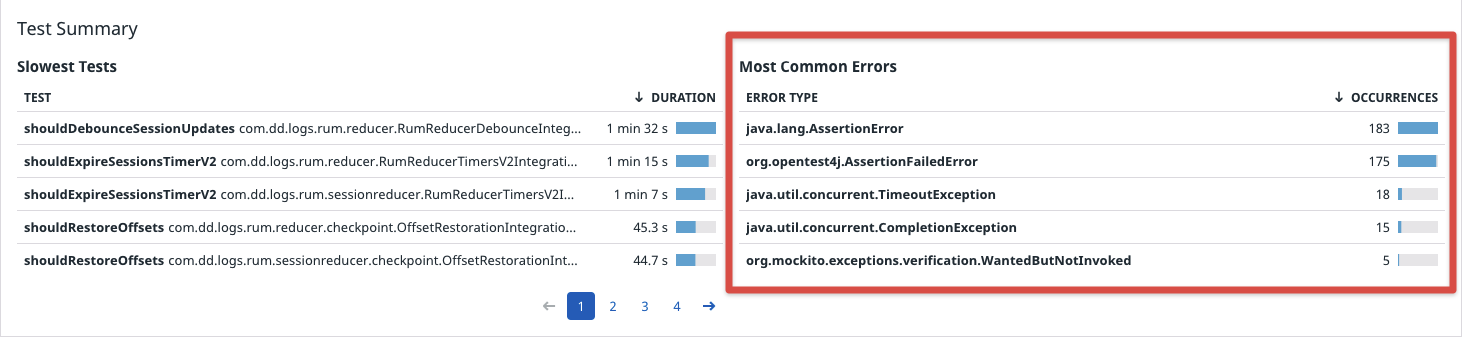 Test Summary
Slowest Tests
TEST ↓ DURATION
shouldDebounceSessionUpdates com.dd.logs.rum.reducer.RumReducerDebounceInteg... 1 min 32 s
shouldExpireSessionsTimerV2 com.dd.logs.rum.reducer.RumReducerTimersV2Integrati... 1 min 15 s
shouldExpireSessionsTimerV2 com.dd.logs.rum.sessionreducer.RumReducerTimersV2I... 1 min 7 s
shouldRestoreOffsets com.dd.logs.rum.reducer.checkpoint.OffsetRestorationIntegratio... 45.3 s
shouldRestoreOffsets com.dd.logs.rum.sessionreducer.checkpoint.OffsetRestorationInt... 44.7 s
← 1 2 3 4 →
Most Common Errors
ERROR TYPE ↓ OCCURRENCES
java.lang.AssertionError 183
org.opentest4j.AssertionFailedError 175
java.util.concurrent.TimeoutException 18
java.util.concurrent.CompletionException 15
org.mockito.exceptions.verification.WantedButNotInvoked 5